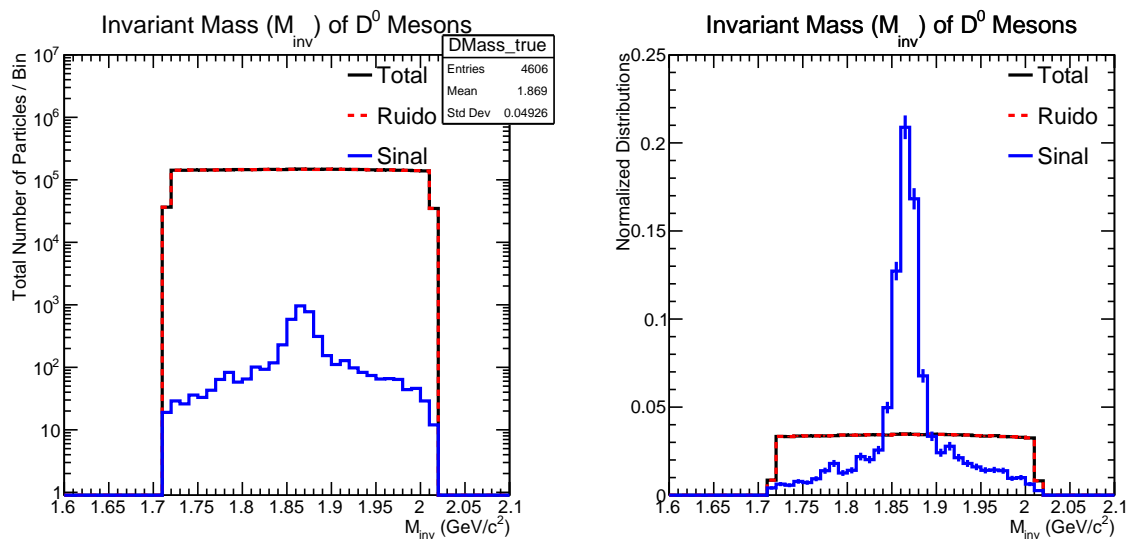 Invariant Mass (M_inv) of D^0 Mesons
DMass_true
Entries 4606
Mean 1.869
Std Dev 0.04926
Total
Ruido
Sinal
Total Number of Particles / Bin
10^7
10^6
10^5
10^4
10^3
10^2
10
1
1.6 1.65 1.7 1.75 1.8 1.85 1.9 1.95 2 2.05 2.1
M_inv (GeV/c^2)
Invariant Mass (M_inv) of D^0 Mesons
Total
Ruido
Sinal
Normalized Distributions
0.25
0.2
0.15
0.1
0.05
0
1.6 1.65 1.7 1.75 1.8 1.85 1.9 1.95 2 2.05 2.1
M_inv (GeV/c^2)